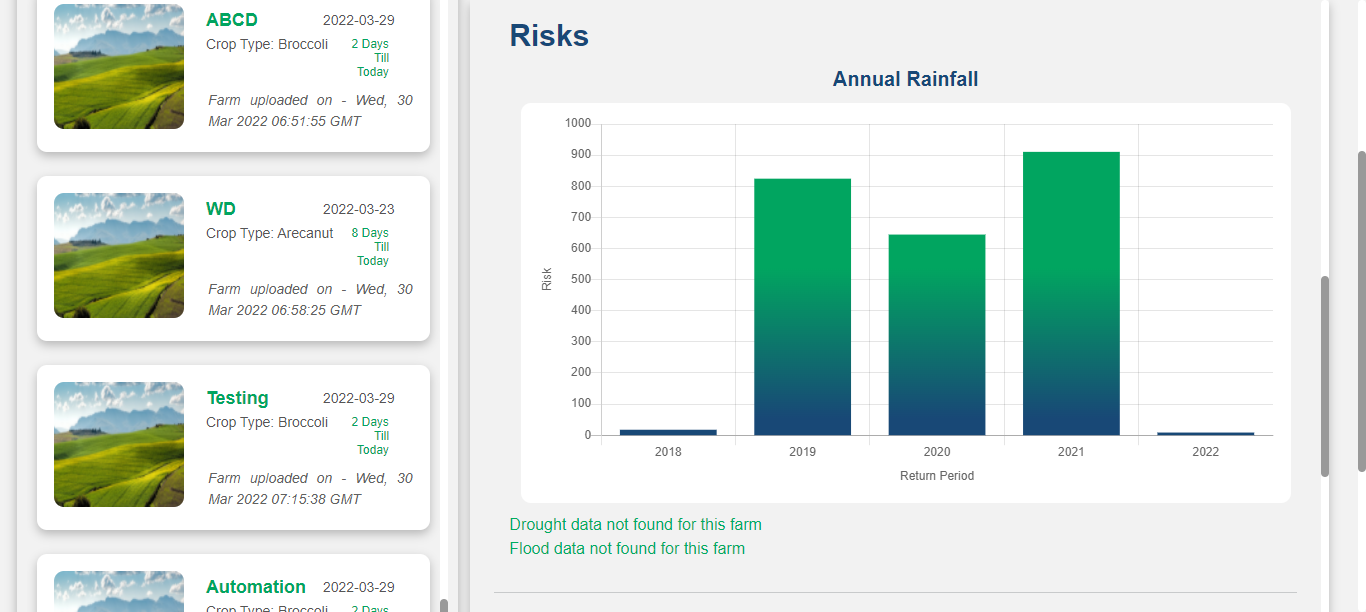 ABCD 2022-03-29
Crop Type: Broccoli 2 Days
Till
Today
Farm uploaded on - Wed, 30
Mar 2022 06:51:55 GMT
WD 2022-03-23
Crop Type: Arecanut 8 Days
Till
Today
Farm uploaded on - Wed, 30
Mar 2022 06:58:25 GMT
Testing 2022-03-29
Crop Type: Broccoli 2 Days
Till
Today
Farm uploaded on - Wed, 30
Mar 2022 07:15:38 GMT
Automation 2022-03-29
Crop Type: Broccoli 2 Days
Risks
Annual Rainfall
1000
900
800
700
600
500
400
300
200
100
0
Risk
2018 2019 2020 2021 2022
Return Period
Drought data not found for this farm
Flood data not found for this farm